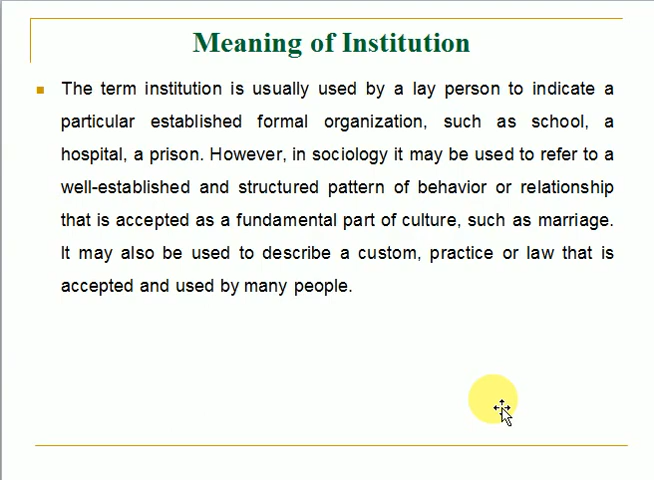 Meaning of Institution
The term institution is usually used by a lay person to indicate a
particular established formal organization, such as school, a
hospital, a prison. However, in sociology it may be used to refer to a
well-established and structured pattern of behavior or relationship
that is accepted as a fundamental part of culture, such as marriage.
It may also be used to describe a custom, practice or law that is
accepted and used by many people.